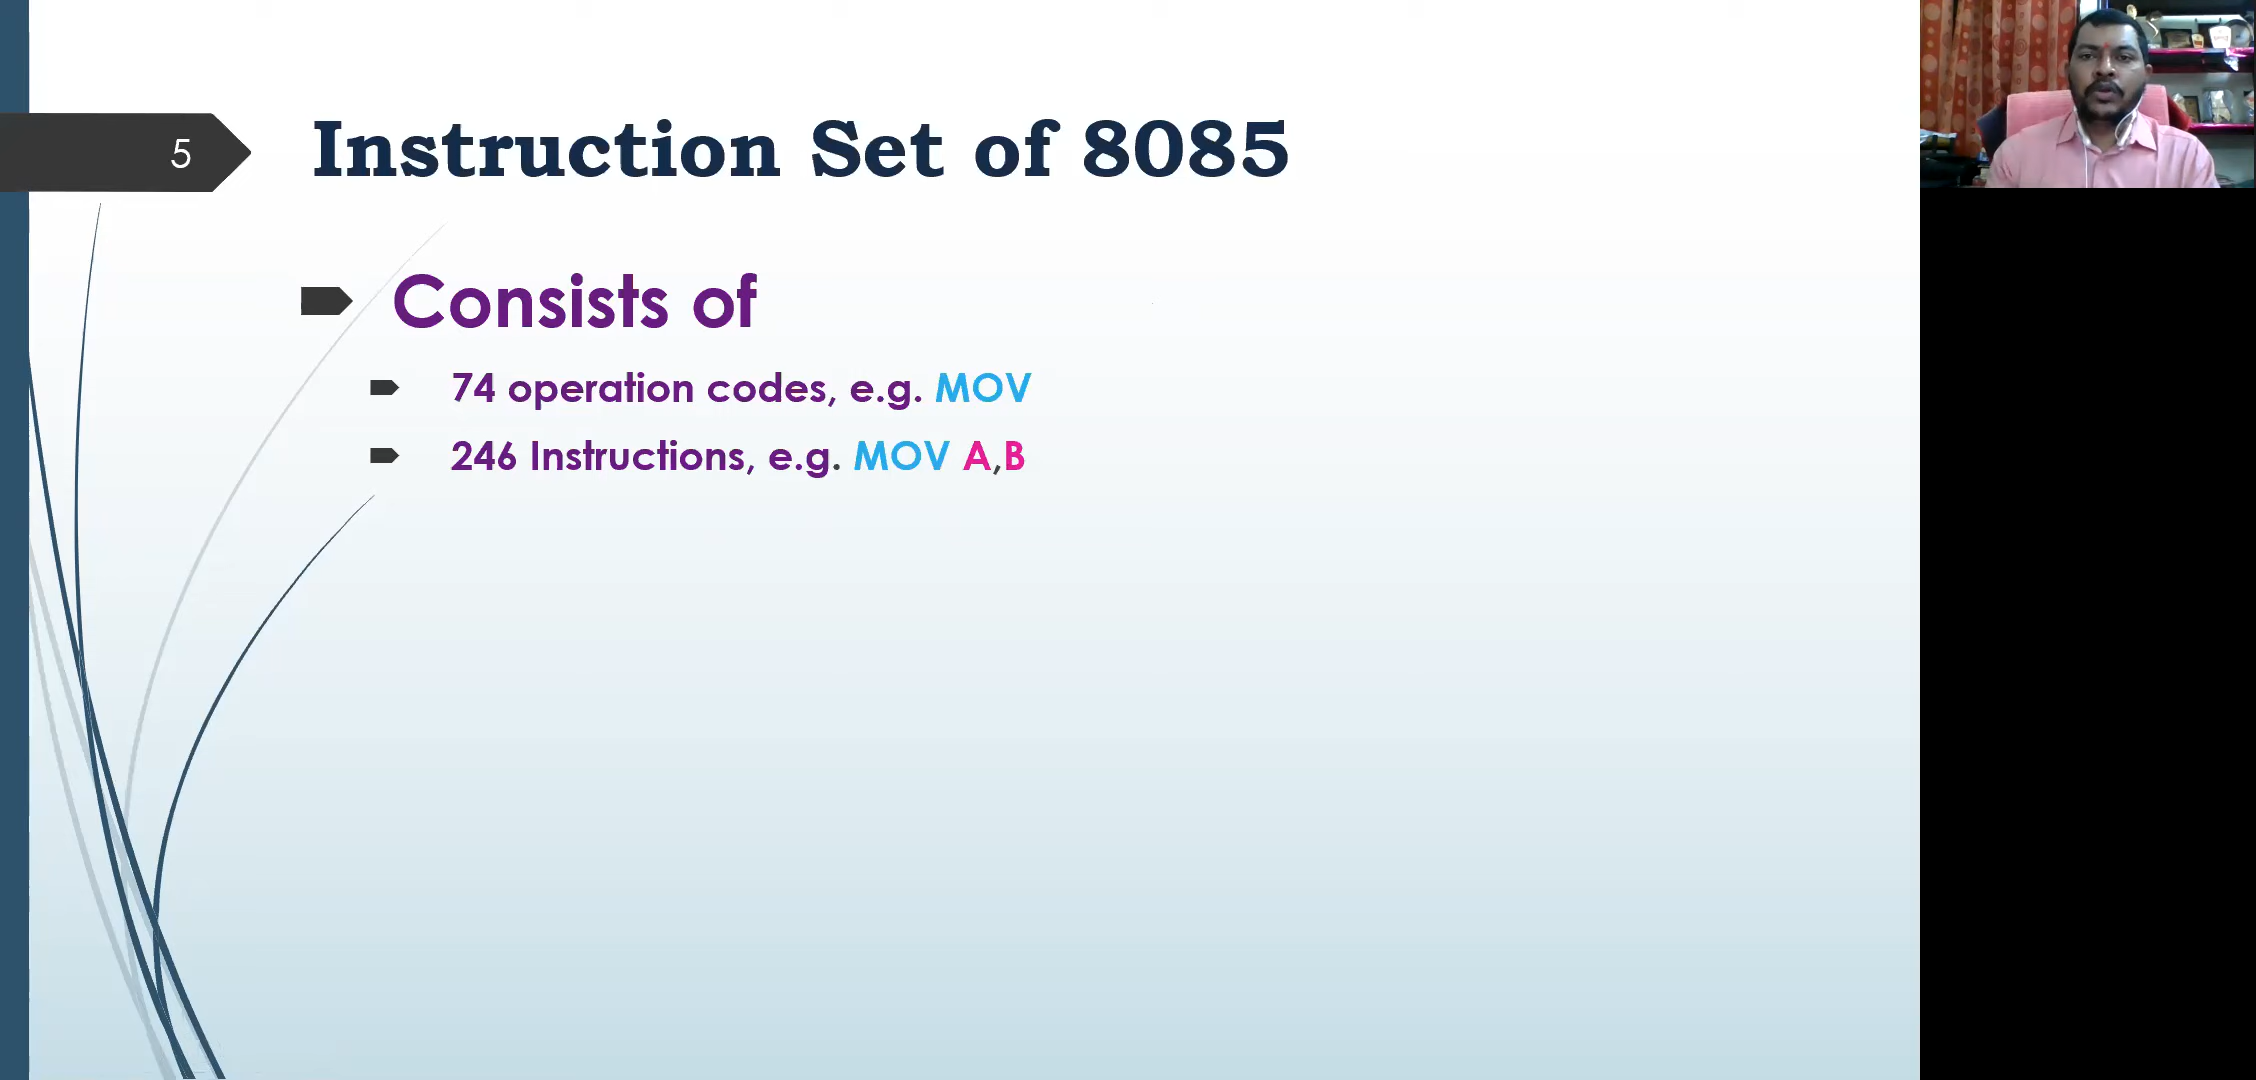 5
Instruction Set of 8085
Consists of
74 operation codes, e.g. MOV
246 Instructions, e.g. MOV A,B